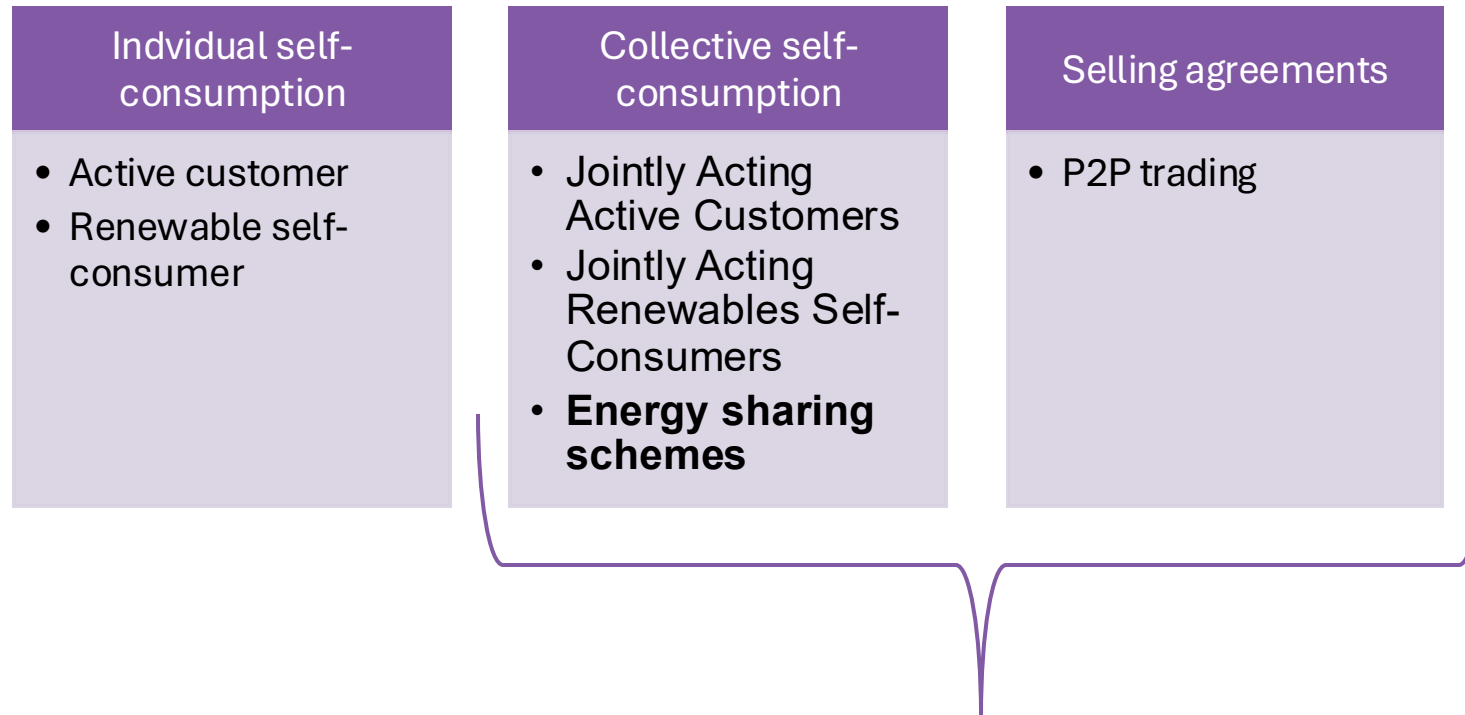 Indvidual self-
consumption
• Active customer
• Renewable self-
consumer
Collective self-
consumption
• Jointly Acting
Active Customers
• Jointly Acting
Renewables Self-
Consumers
• Energy sharing
schemes
Selling agreements
• P2P trading